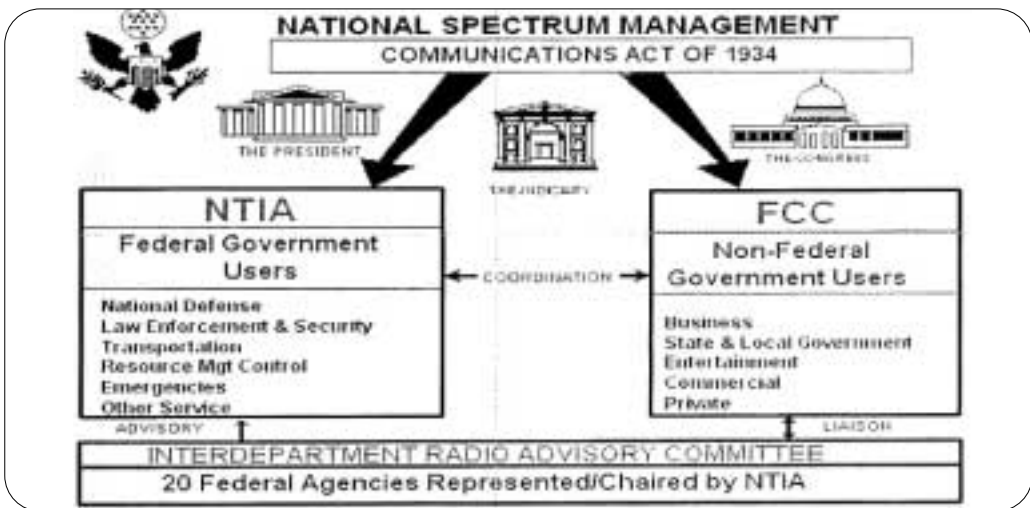 NATIONAL SPECTRUM MANAGEMENT
COMMUNICATIONS ACT OF 1934
THE PRESIDENT
THE JUDICIARY
THE CONGRESS
NTIA
Federal Government
Users
National Defense
Law Enforcement & Security
Transportation
Resource Mgt Control
Emergencies
Other Service
COORDINATION
FCC
Non-Federal
Government Users
Business
State & Local Government
Entertainment
Commercial
Private
ADVISORY
LIAISON
INTERDEPARTMENT RADIO ADVISORY COMMITTEE
20 Federal Agencies Represented/Chaired by NTIA